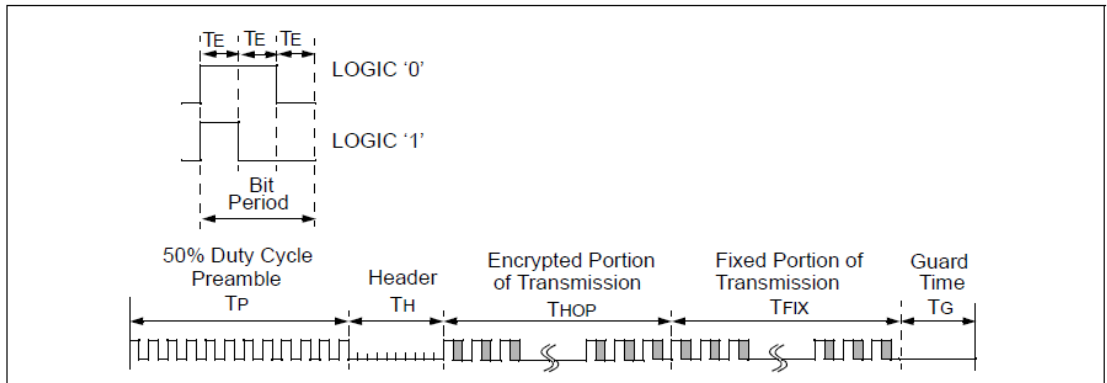 TE TE TE
LOGIC ‘0’
LOGIC ‘1’
Bit
Period
50% Duty Cycle
Preamble
TP
Header
TH
Encrypted Portion
of Transmission
THOP
Fixed Portion of
Transmission
TFIX
Guard
Time
TG